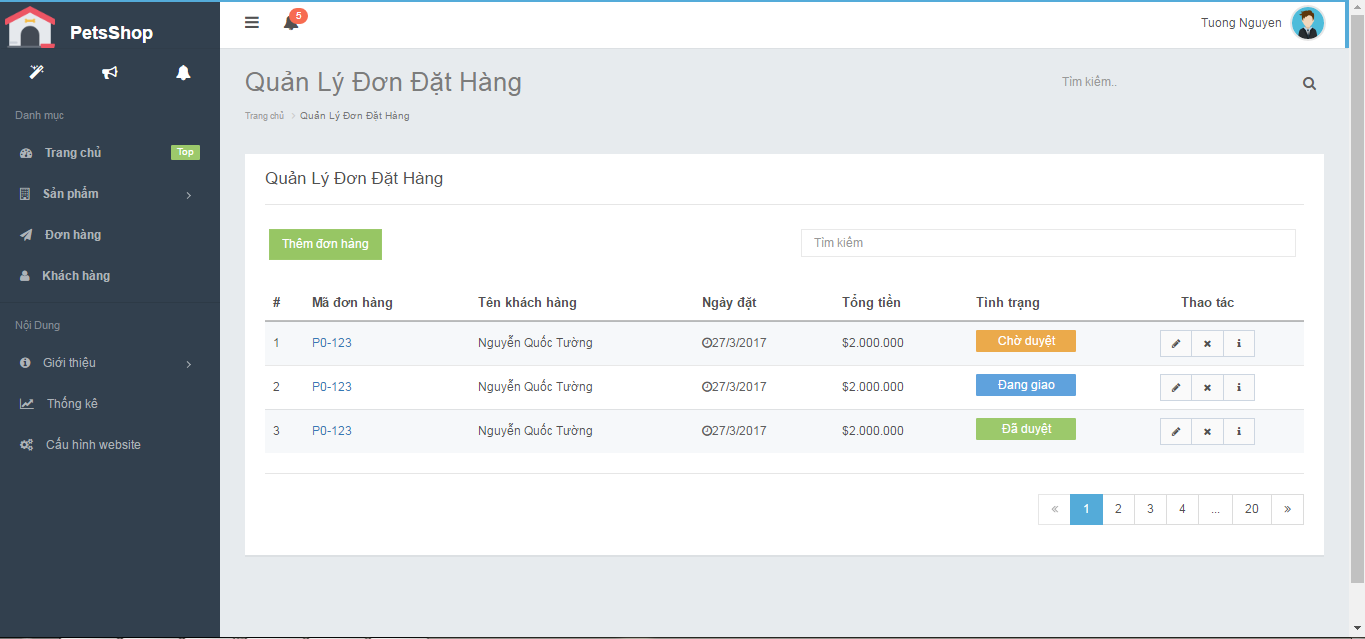 PetsShop
5
Tuong Nguyen
Danh mục
Trang chủ Top
Sản phẩm
Đơn hàng
Khách hàng
Nội Dung
Giới thiệu
Thống kê
Cấu hình website
Quản Lý Đơn Đặt Hàng
Tìm kiếm..
Trang chủ > Quản Lý Đơn Đặt Hàng
Quản Lý Đơn Đặt Hàng
Thêm đơn hàng Tìm kiếm
# Mã đơn hàng Tên khách hàng Ngày đặt Tổng tiền Tình trạng Thao tác
1 P0-123 Nguyễn Quốc Tường 27/3/2017 $2.000.000 Chờ duyệt
2 P0-123 Nguyễn Quốc Tường 27/3/2017 $2.000.000 Đang giao
3 P0-123 Nguyễn Quốc Tường 27/3/2017 $2.000.000 Đã duyệt
« 1 2 3 4 ... 20 »